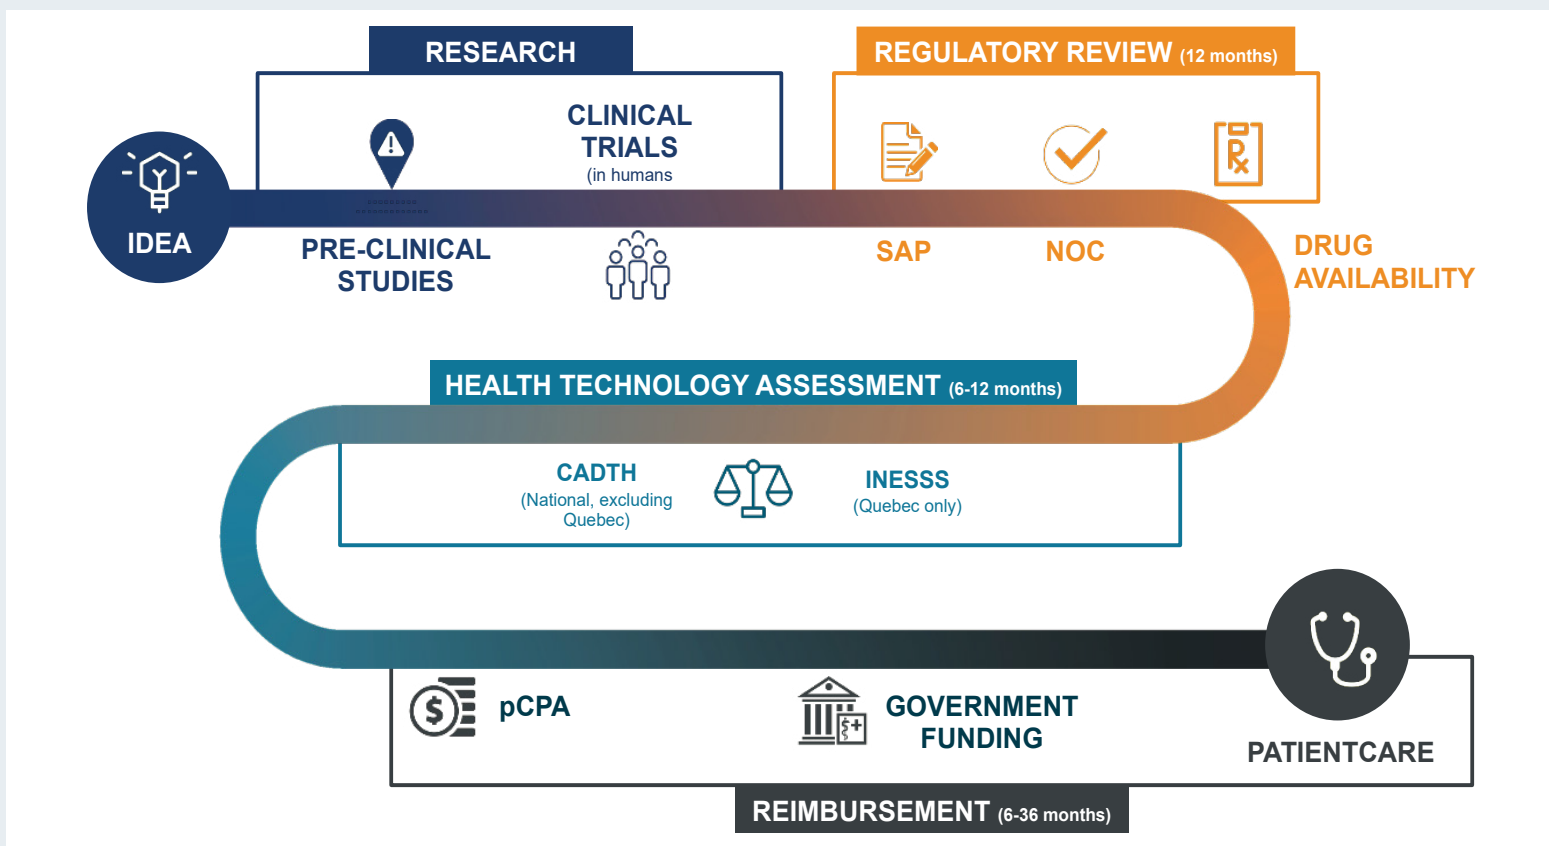 RESEARCH
REGULATORY REVIEW (12 months)
CLINICAL
TRIALS
(in humans
IDEA
PRE-CLINICAL
STUDIES
SAP
NOC
DRUG
AVAILABILITY
HEALTH TECHNOLOGY ASSESSMENT (6-12 months)
CADTH
(National, excluding
Quebec)
INESSS
(Quebec only)
pCPA
GOVERNMENT
FUNDING
PATIENTCARE
REIMBURSEMENT (6-36 months)